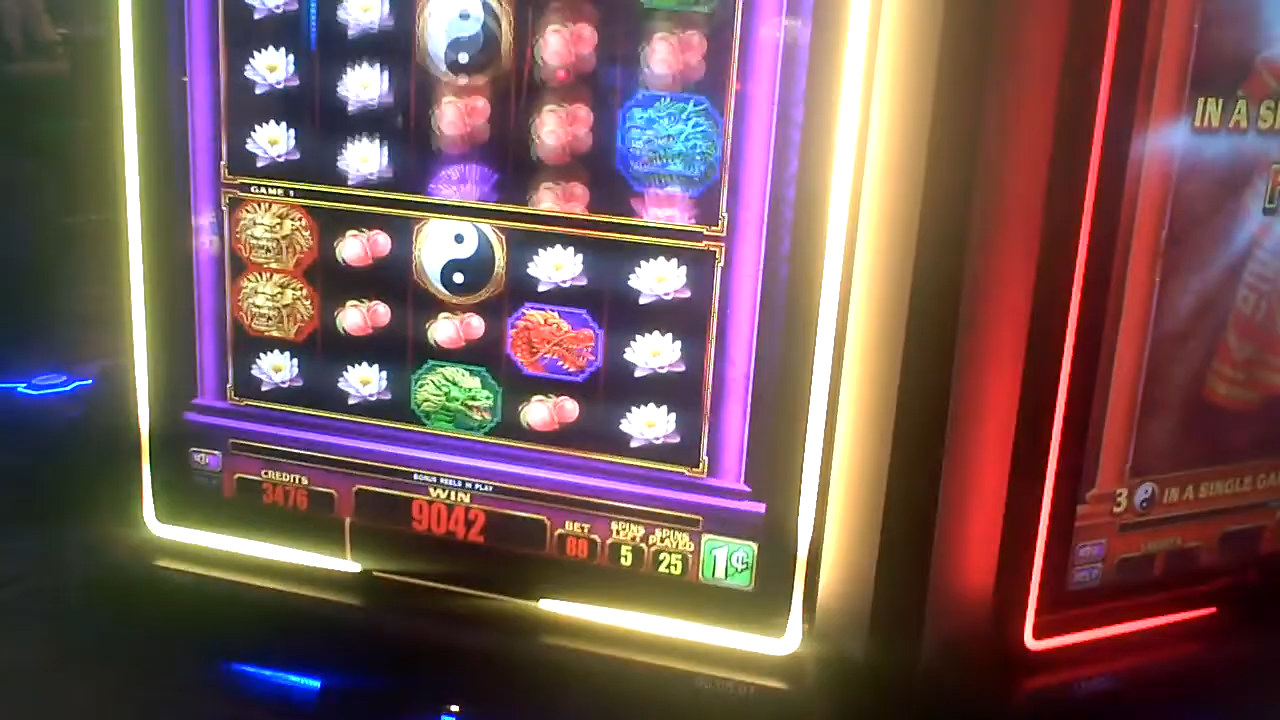 GAME 1
BONUS REELS IN PLAY
CREDITS
3476
WIN
9042
BET
88
SPINS LEFT
5
SPINS PLAYED
25
1¢
IN A S
3 IN A SINGLE GA